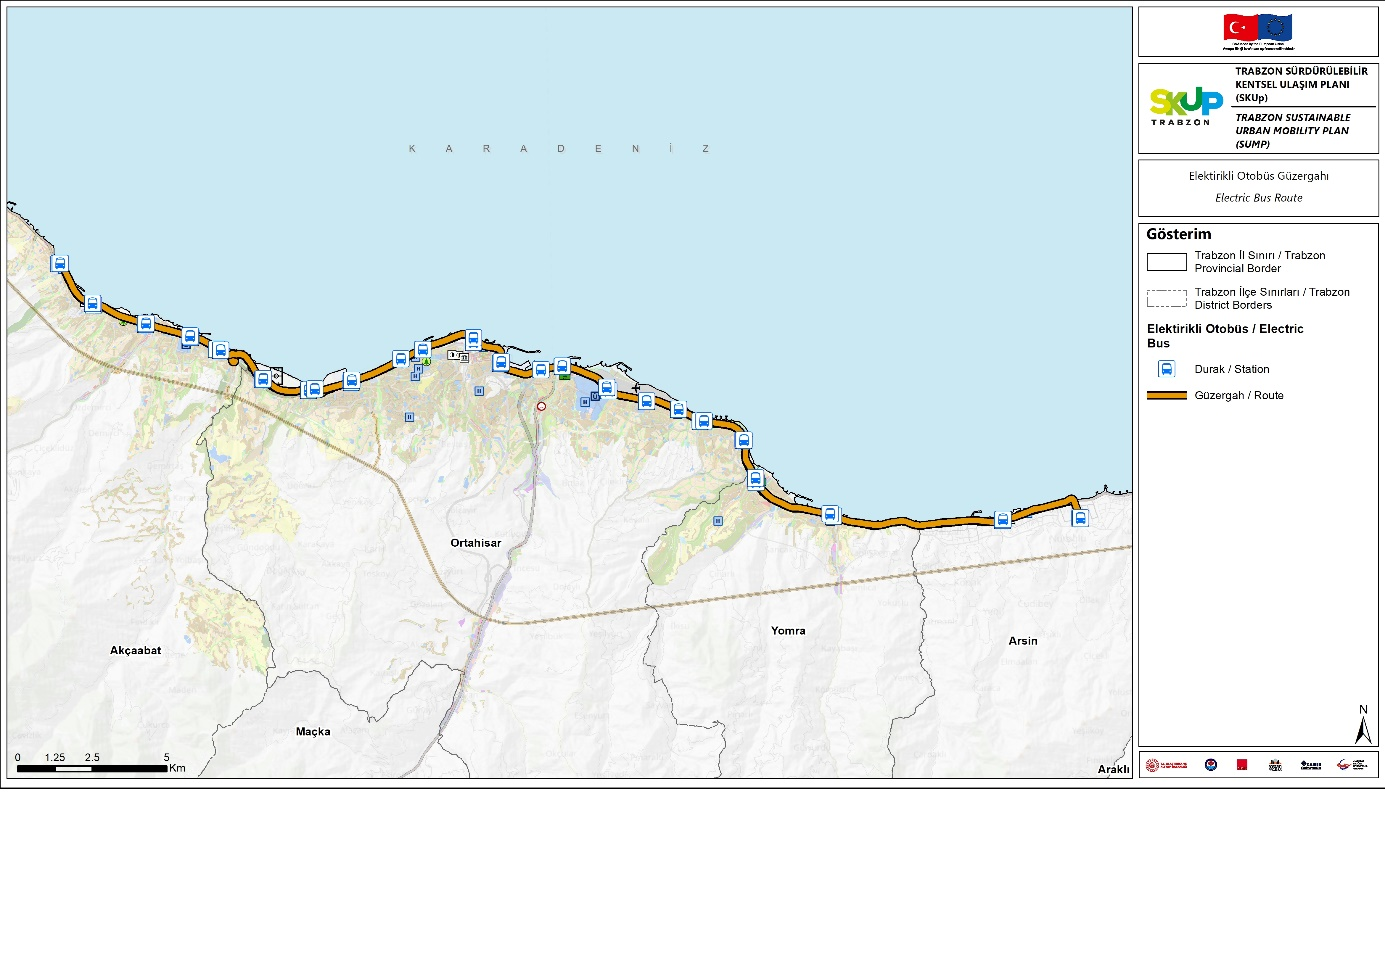 K A R A D E N İ Z
Ortahisar
Akçaabat
Yomra
Arsin
Maçka
Araklı
0 1.25 2.5 5
Km
TRABZON SÜRDÜRÜLEBİLİR
KENTSEL ULAŞIM PLANI
(SKUp)
SKUP
TRABZON
TRABZON SUSTAINABLE
URBAN MOBILITY PLAN
(SUMP)
Elektirikli Otobüs Güzergahı
Electric Bus Route
Gösterim
Trabzon İl Sınırı / Trabzon
Provincial Border
Trabzon İlçe Sınırları / Trabzon
District Borders
Elektirikli Otobüs / Electric
Bus
Durak / Station
Güzergah / Route
N